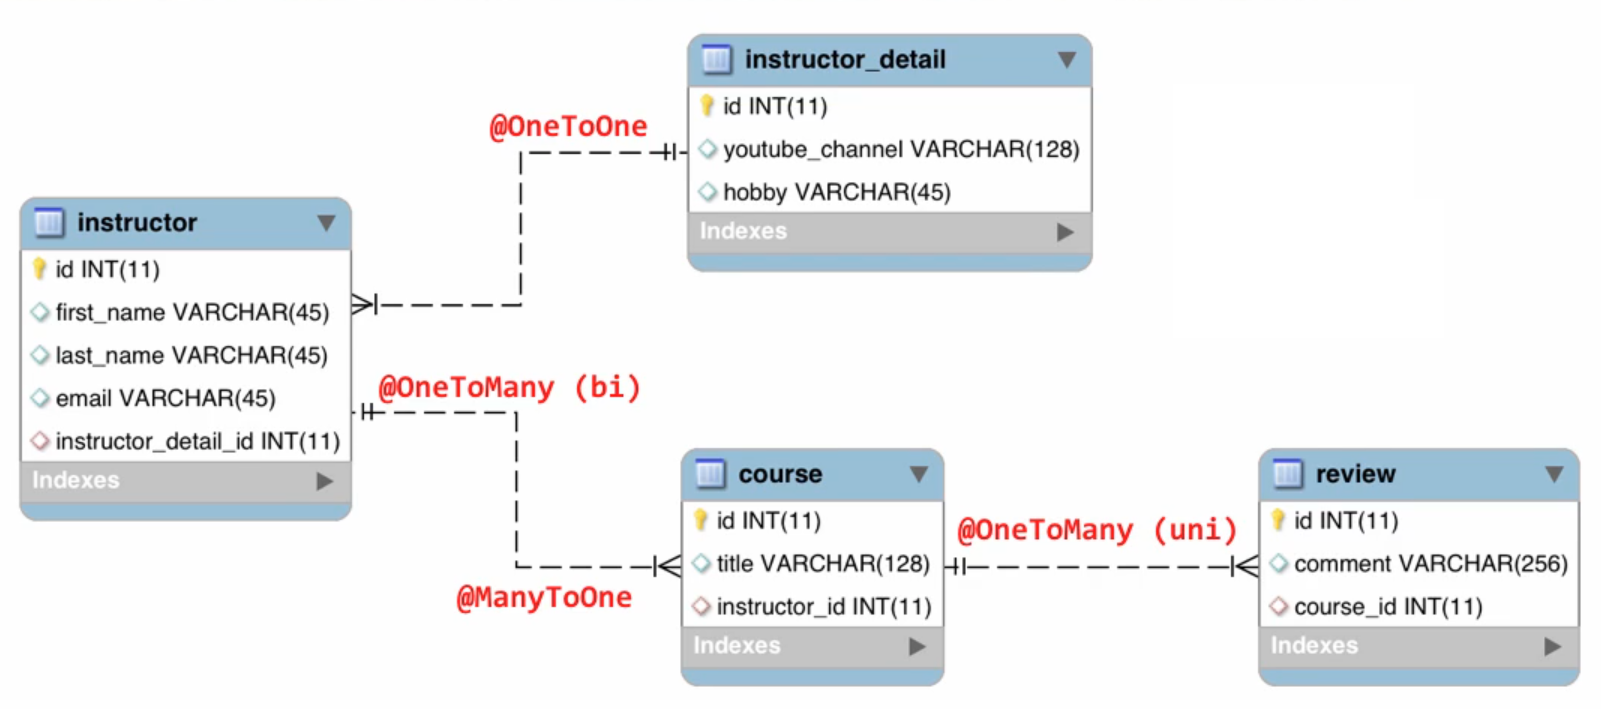 instructor_detail
id INT(11)
youtube_channel VARCHAR(128)
hobby VARCHAR(45)
Indexes
@OneToOne
instructor
id INT(11)
first_name VARCHAR(45)
last_name VARCHAR(45)
email VARCHAR(45)
instructor_detail_id INT(11)
Indexes
@OneToMany (bi)
@ManyToOne
course
id INT(11)
title VARCHAR(128)
instructor_id INT(11)
Indexes
@OneToMany (uni)
review
id INT(11)
comment VARCHAR(256)
course_id INT(11)
Indexes